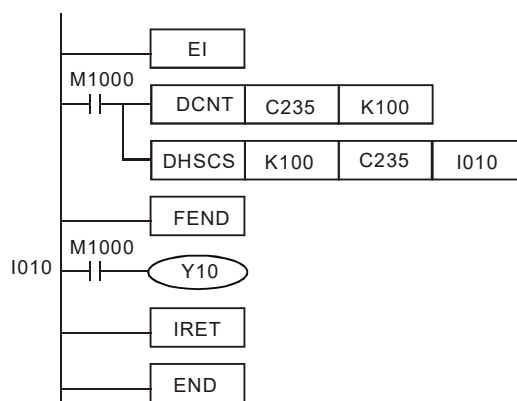 EI
M1000
DCNT C235 K100
DHSCS K100 C235 I010
FEND
M1000
I010 Y10
IRET
END